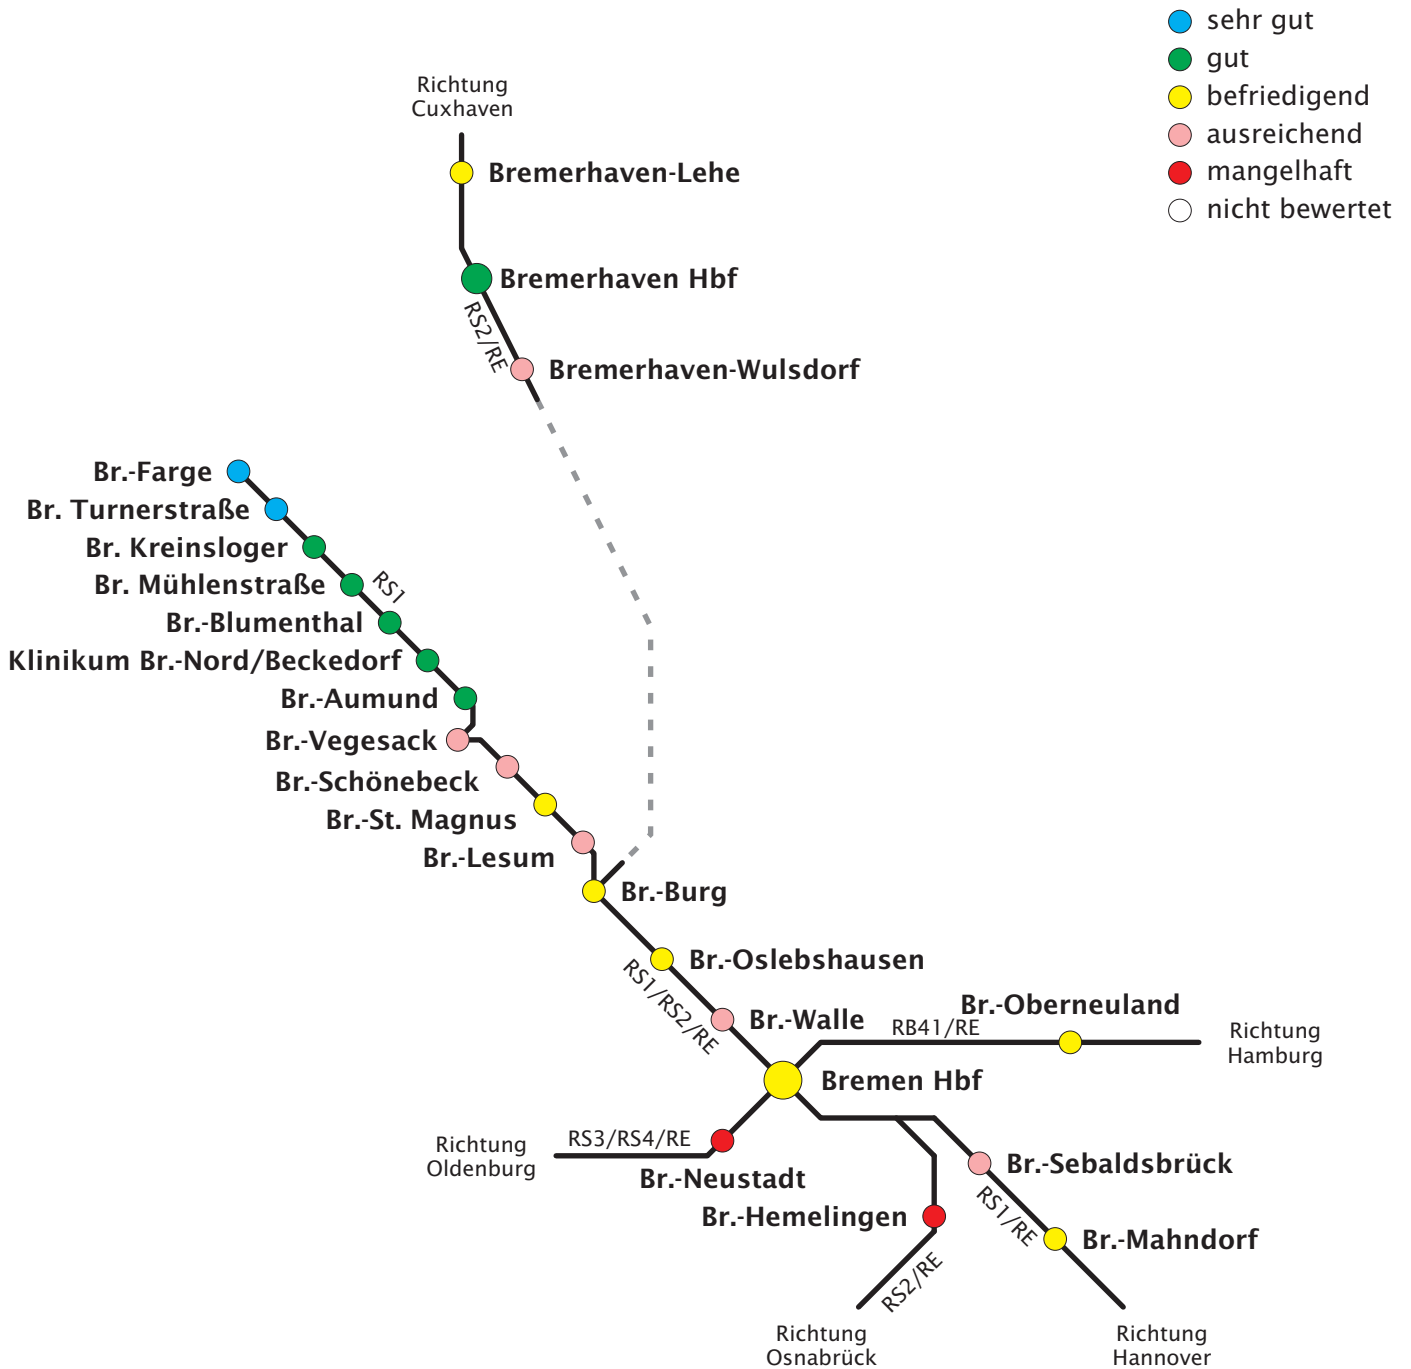 sehr gut
gut
befriedigend
ausreichend
mangelhaft
nicht bewertet
Richtung
Cuxhaven
Bremerhaven-Lehe
Bremerhaven Hbf
RS2/RE
Bremerhaven-Wulsdorf
Br.-Farge
Br. Turnerstraße
Br. Kreinsloger
Br. Mühlenstraße
RS1
Br.-Blumenthal
Klinikum Br.-Nord/Beckedorf
Br.-Aumund
Br.-Vegesack
Br.-Schönebeck
Br.-St. Magnus
Br.-Lesum
Br.-Burg
Br.-Oslebshausen
RS1/RS2/RE
Br.-Walle
Br.-Oberneuland
RB41/RE
Richtung
Hamburg
Bremen Hbf
Richtung
Oldenburg
RS3/RS4/RE
Br.-Neustadt
Br.-Sebaldsbrück
Br.-Hemelingen
RS1/RE
Br.-Mahndorf
RS2/RE
Richtung
Osnabrück
Richtung
Hannover